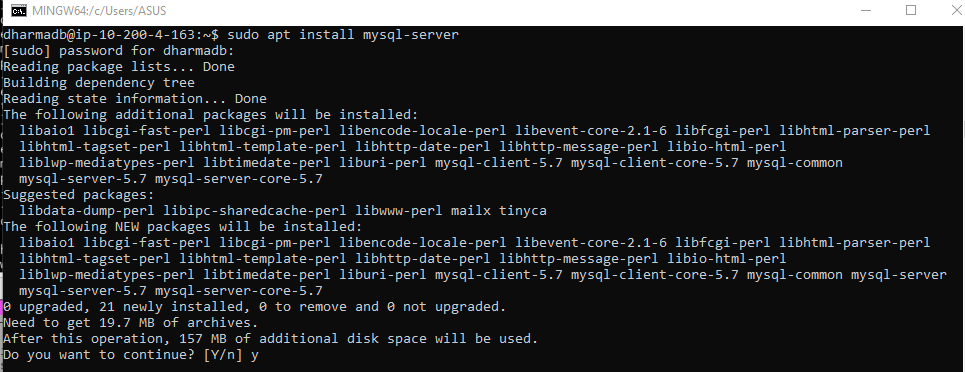 MINGW64:/c/Users/ASUS
dharmadb@ip-10-200-4-163:~$ sudo apt install mysql-server
[sudo] password for dharmadb:
Reading package lists... Done
Building dependency tree
Reading state information... Done
The following additional packages will be installed:
  libaio1 libcgi-fast-perl libcgi-pm-perl libencode-locale-perl libevent-core-2.1-6 libfcgi-perl libhtml-parser-perl
  libhtml-tagset-perl libhtml-template-perl libhttp-date-perl libhttp-message-perl libio-html-perl
  liblwp-mediatypes-perl libtimedate-perl liburi-perl mysql-client-5.7 mysql-client-core-5.7 mysql-common
  mysql-server-5.7 mysql-server-core-5.7
Suggested packages:
  libdata-dump-perl libipc-sharedcache-perl libwww-perl mailx tinyca
The following NEW packages will be installed:
  libaio1 libcgi-fast-perl libcgi-pm-perl libencode-locale-perl libevent-core-2.1-6 libfcgi-perl libhtml-parser-perl
  libhtml-tagset-perl libhtml-template-perl libhttp-date-perl libhttp-message-perl libio-html-perl
  liblwp-mediatypes-perl libtimedate-perl liburi-perl mysql-client-5.7 mysql-client-core-5.7 mysql-common mysql-server
  mysql-server-5.7 mysql-server-core-5.7
0 upgraded, 21 newly installed, 0 to remove and 0 not upgraded.
Need to get 19.7 MB of archives.
After this operation, 157 MB of additional disk space will be used.
Do you want to continue? [Y/n] y